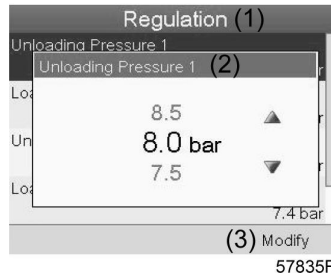 Regulation (1)
Unloading Pressure 1
Unloading Pressure 1 (2)
Loa
8.5
r
8.0 bar
Un
r
7.5
Loa
7.4 bar
(3) Modify
57835F